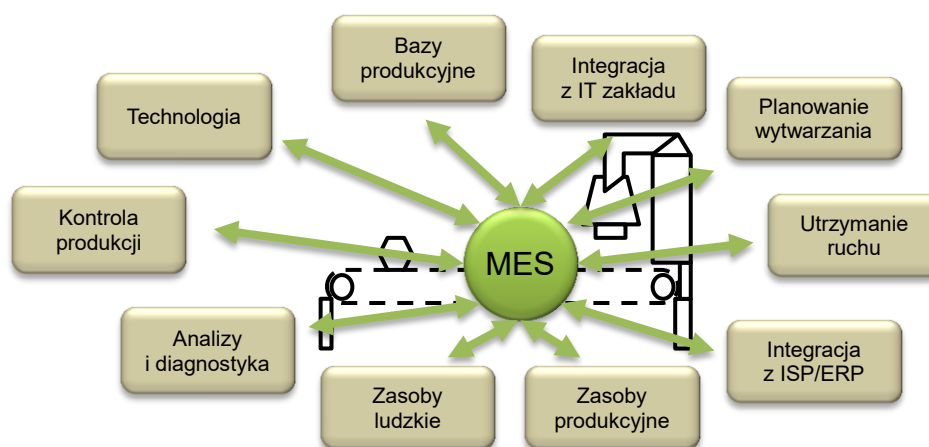 Bazy
produkcyjne
Integracja
z IT zakładu
Technologia
Planowanie
wytwarzania
Kontrola
produkcji
Utrzymanie
ruchu
MES
Analizy
i diagnostyka
Integracja
z ISP/ERP
Zasoby
ludzkie
Zasoby
produkcyjne